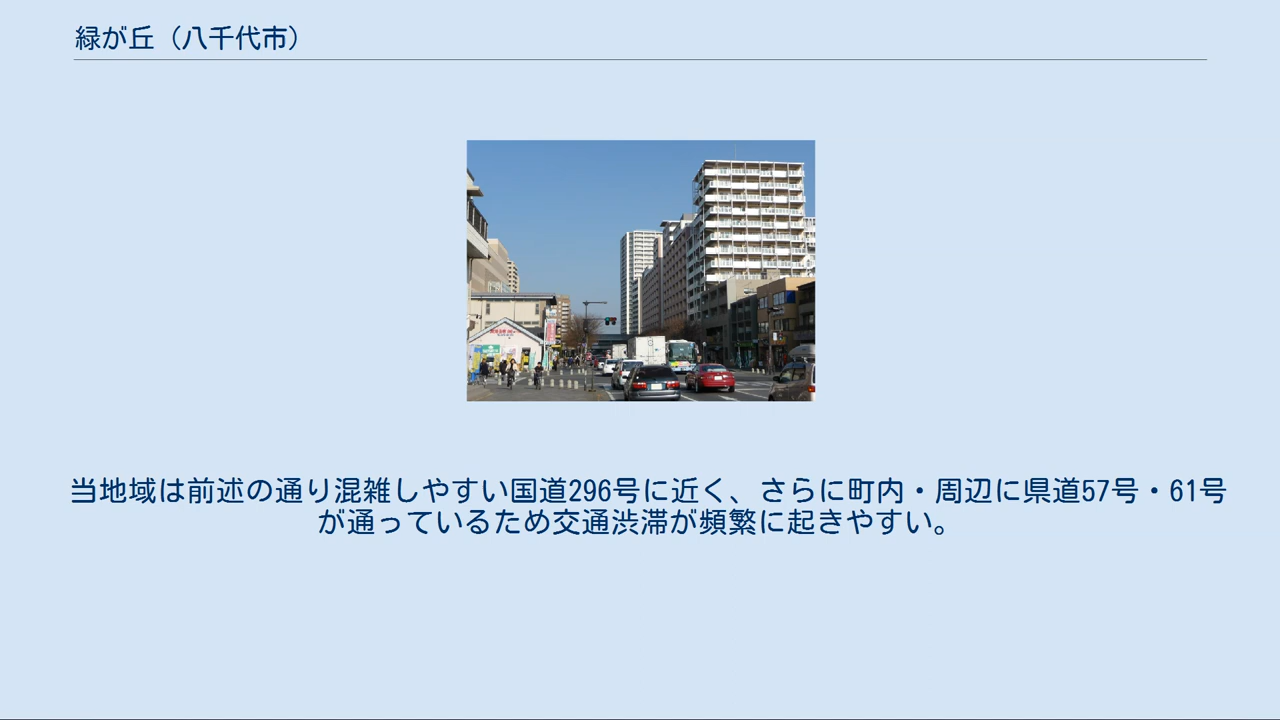 緑が丘（八千代市）
当地域は前述の通り混雑しやすい国道296号に近く、さらに町内・周辺に県道57号・61号
が通っているため交通渋滞が頻繁に起きやすい。